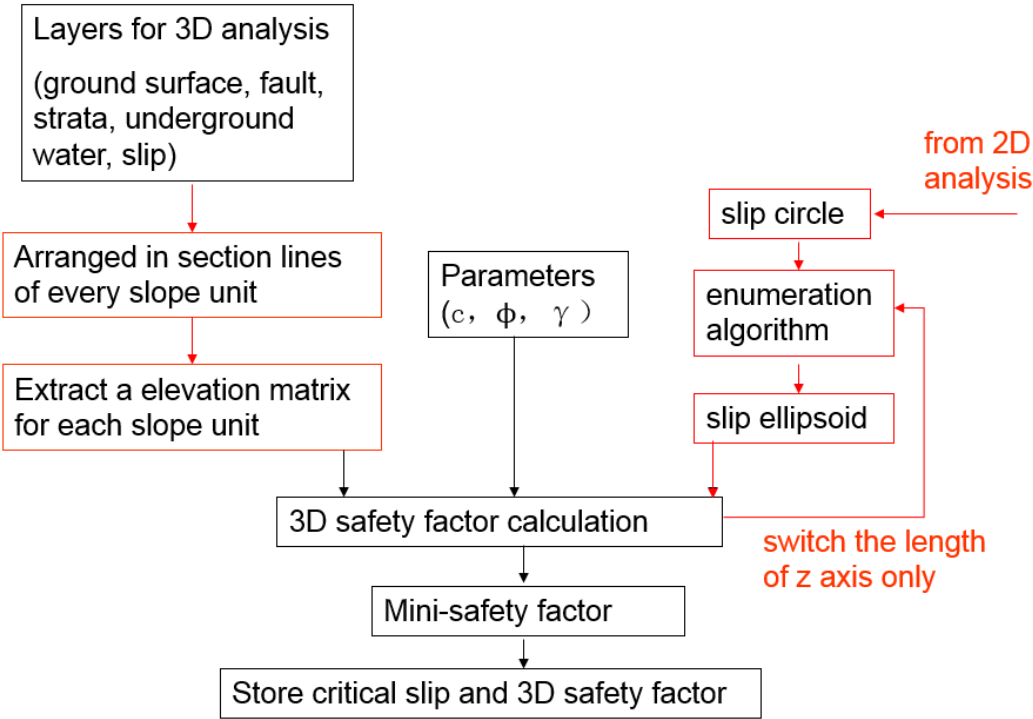 Layers for 3D analysis
(ground surface, fault,
strata, underground
water, slip)
Arranged in section lines
of every slope unit
Extract a elevation matrix
for each slope unit
Parameters
(c, ф, γ )
from 2D
analysis
slip circle
enumeration
algorithm
slip ellipsoid
3D safety factor calculation
switch the length
of z axis only
Mini-safety factor
Store critical slip and 3D safety factor